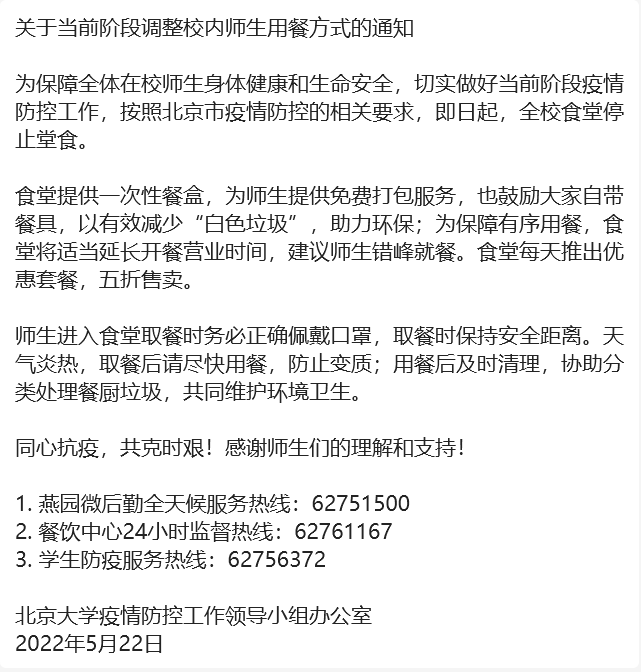 关于当前阶段调整校内师生用餐方式的通知
为保障全体在校师生身体健康和生命安全，切实做好当前阶段疫情
防控工作，按照北京市疫情防控的相关要求，即日起，全校食堂停
止堂食。
食堂提供一次性餐盒，为师生提供免费打包服务，也鼓励大家自带
餐具，以有效减少“白色垃圾”，助力环保；为保障有序用餐，食
堂将适当延长开餐营业时间，建议师生错峰就餐。食堂每天推出优
惠套餐，五折售卖。
师生进入食堂取餐时务必正确佩戴口罩，取餐时保持安全距离。天
气炎热，取餐后请尽快用餐，防止变质；用餐后及时清理，协助分
类处理餐厨垃圾，共同维护环境卫生。
同心抗疫，共克时艰！感谢师生们的理解和支持！
1. 燕园微后勤全天候服务热线：62751500
2. 餐饮中心24小时监督热线：62761167
3. 学生防疫服务热线：62756372
北京大学疫情防控工作领导小组办公室
2022年5月22日